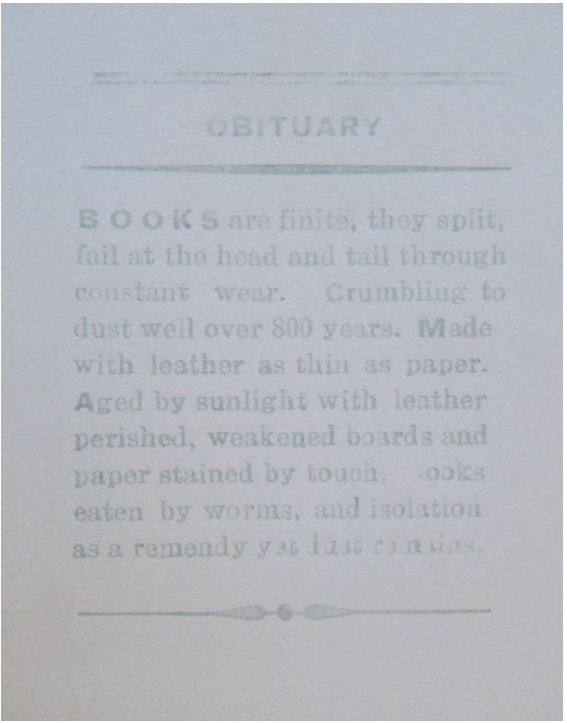 OBITUARY
BOOKS are finite, they split,
fail at the head and tail through
constant wear. Crumbling to
dust well over 800 years. Made
with leather as thin as paper.
Aged by sunlight with leather
perished, weakened boards and
paper stained by touch. ooks
eaten by worms, and isolation
as a remendy yet dust remains.